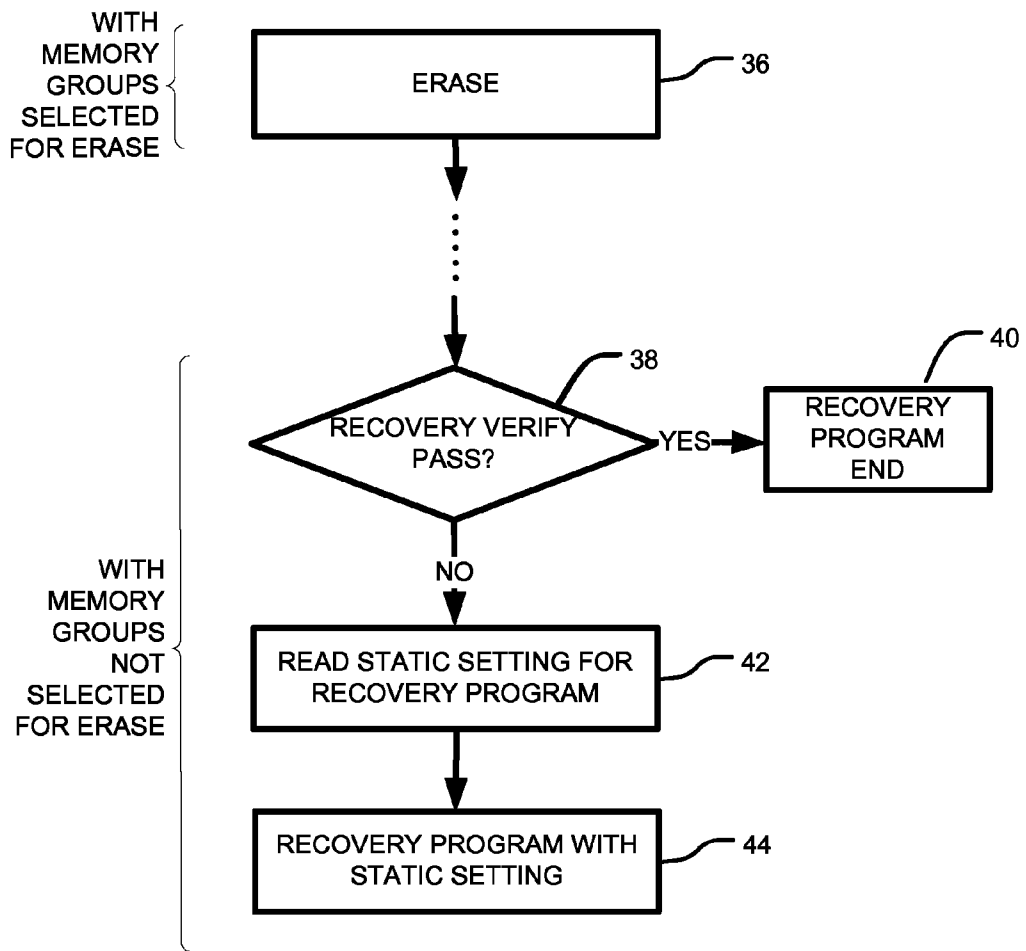 WITH
MEMORY
GROUPS
SELECTED
FOR ERASE
ERASE
36
RECOVERY VERIFY
PASS?
38
YES
RECOVERY
PROGRAM
END
40
NO
WITH
MEMORY
GROUPS
NOT
SELECTED
FOR ERASE
READ STATIC SETTING FOR
RECOVERY PROGRAM
42
RECOVERY PROGRAM WITH
STATIC SETTING
44